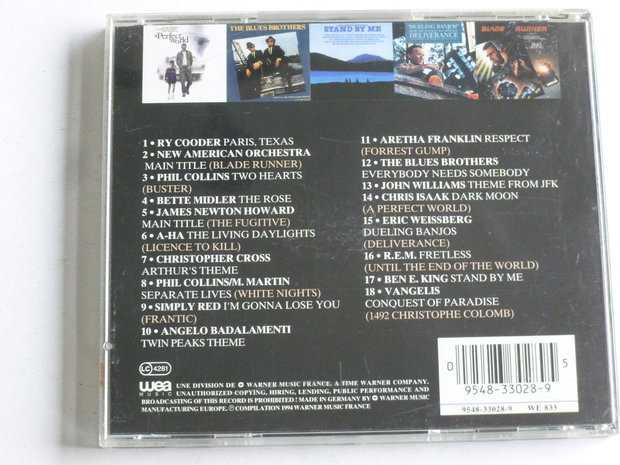 a Perfect World
THE BLUES BROTHERS
STAND BY ME
"DUELING BANJOS"
DELIVERANCE
BLADE RUNNER
1 • RY COODER PARIS, TEXAS
2 • NEW AMERICAN ORCHESTRA
MAIN TITLE (BLADE RUNNER)
3 • PHIL COLLINS TWO HEARTS
(BUSTER)
4 • BETTE MIDLER THE ROSE
5 • JAMES NEWTON HOWARD
MAIN TITLE (THE FUGITIVE)
6 • A-HA THE LIVING DAYLIGHTS
(LICENCE TO KILL)
7 • CHRISTOPHER CROSS
ARTHUR'S THEME
8 • PHIL COLLINS/M. MARTIN
SEPARATE LIVES (WHITE NIGHTS)
9 • SIMPLY RED I'M GONNA LOSE YOU
(FRANTIC)
10 • ANGELO BADALAMENTI
TWIN PEAKS THEME
11 • ARETHA FRANKLIN RESPECT
(FORREST GUMP)
12 • THE BLUES BROTHERS
EVERYBODY NEEDS SOMEBODY
13 • JOHN WILLIAMS THEME FROM JFK
14 • CHRIS ISAAK DARK MOON
(A PERFECT WORLD)
15 • ERIC WEISSBERG
DUELING BANJOS
(DELIVERANCE)
16 • R.E.M. FRETLESS
(UNTIL THE END OF THE WORLD)
17 • BEN E. KING STAND BY ME
18 • VANGELIS
CONQUEST OF PARADISE
(1492 CHRISTOPHE COLOMB)
LC 4281
wea
MUSIC
UNE DIVISION DE WARNER MUSIC FRANCE. A TIME WARNER COMPANY.
UNAUTHORIZED COPYING, HIRING, LENDING, PUBLIC PERFORMANCE AND
BROADCASTING OF THIS RECORD IS PROHIBITED ! MADE IN GERMANY BY WARNER MUSIC
MANUFACTURING EUROPE. ℗ COMPILATION 1994 WARNER MUSIC FRANCE
0 9548-33028-9 5
9548-33028-9 WE 833